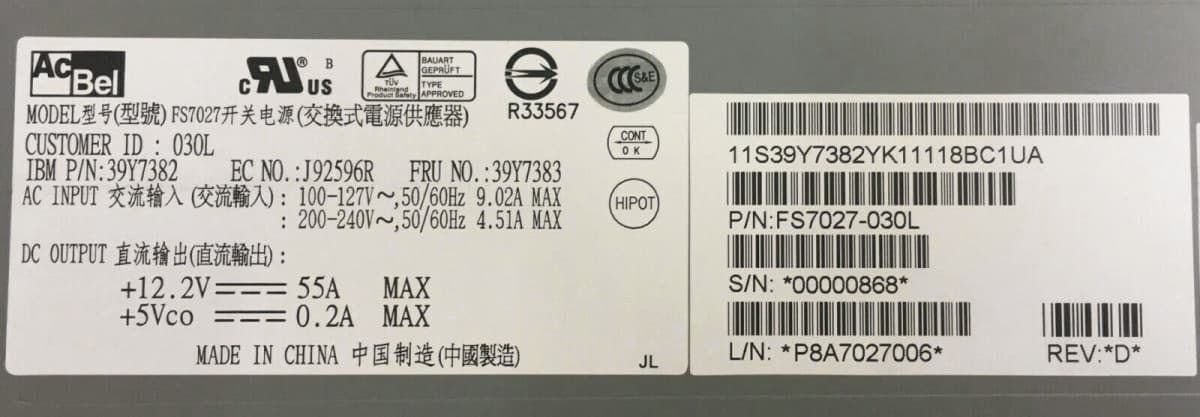 AcBel
c RU US ® B
TÜV Rheinland Product Safety
BAUART GEPRÜFT
TYPE APPROVED
R33567
CCC S&E
MODEL型号(型號) FS7027开关电源(交換式電源供應器)
CUSTOMER ID : 030L
CONT OK
IBM P/N:39Y7382 EC NO.:J92596R FRU NO.:39Y7383
AC INPUT 交流输入 (交流輸入) : 100-127V~,50/60Hz 9.02A MAX
: 200-240V~,50/60Hz 4.51A MAX
HIPOT
DC OUTPUT 直流输出(直流輸出) :
+12.2V 55A MAX
+5Vco 0.2A MAX
MADE IN CHINA 中国制造(中國製造)
JL
11S39Y7382YK11118BC1UA
P/N:FS7027-030L
S/N: *00000868*
L/N: *P8A7027006* REV:*D*